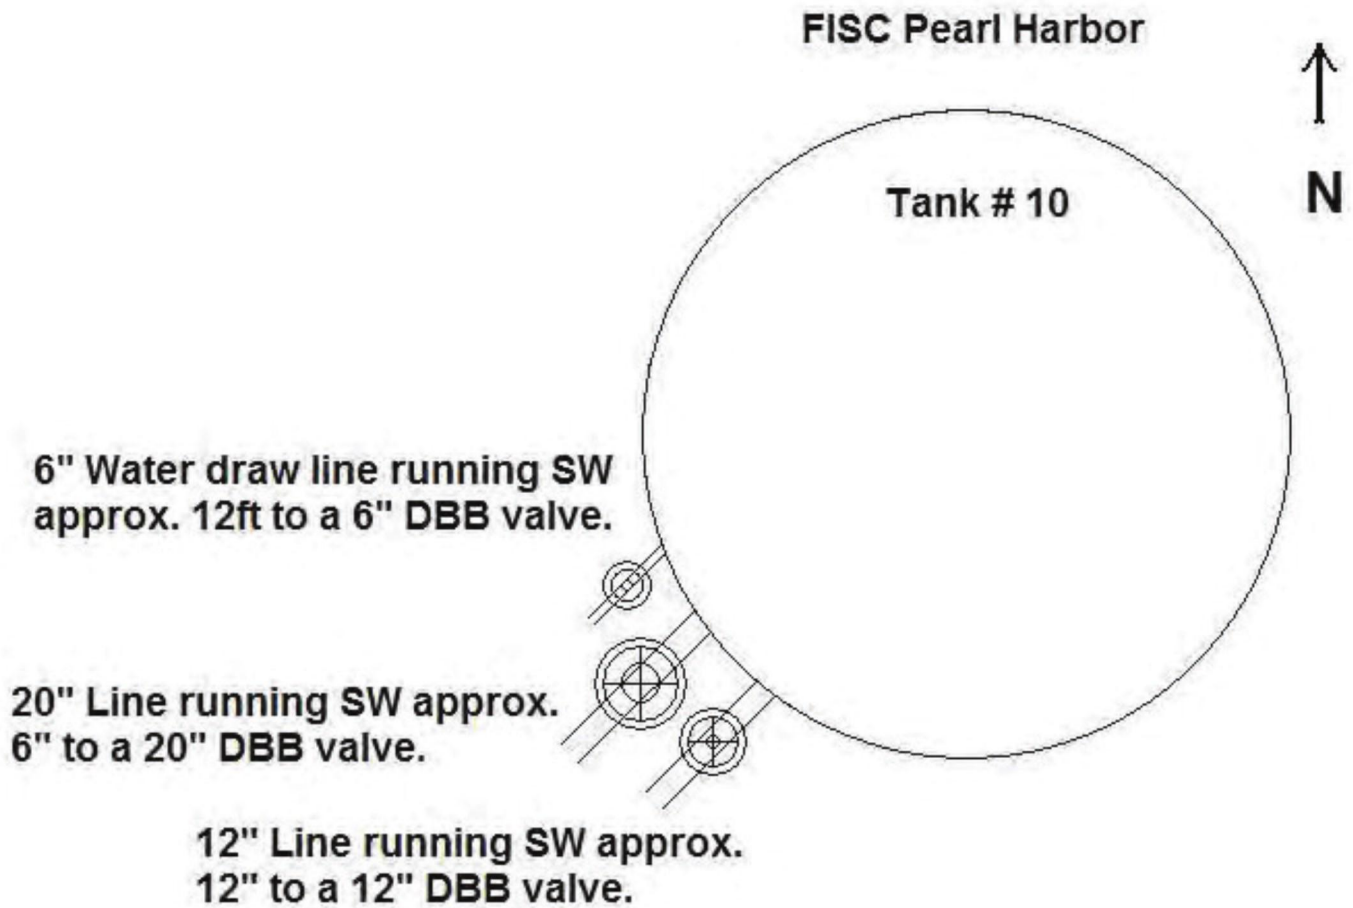 FISC Pearl Harbor
N
Tank # 10
6" Water draw line running SW
approx. 12ft to a 6" DBB valve.
20" Line running SW approx.
6" to a 20" DBB valve.
12" Line running SW approx.
12" to a 12" DBB valve.